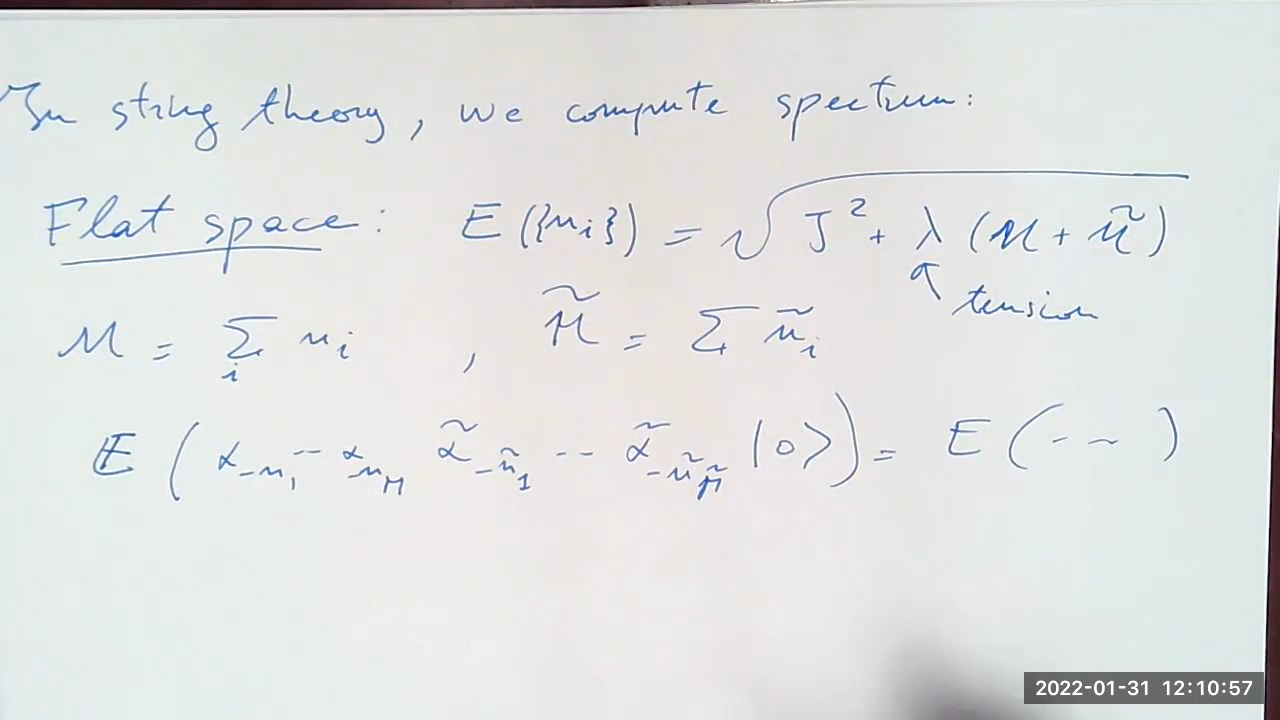 In string theory, we compute spectrum:
Flat space: E({n_i}) = √(J² + λ (N + Ñ))
tension
N = Σ_i n_i , Ñ = Σ ñ_i
E (α_{-n_1} -- α_{-n_M} α̃_{-ñ_1} -- α̃_{-ñ_M̃} |0⟩) = E (-- )
2022-01-31 12:10:57